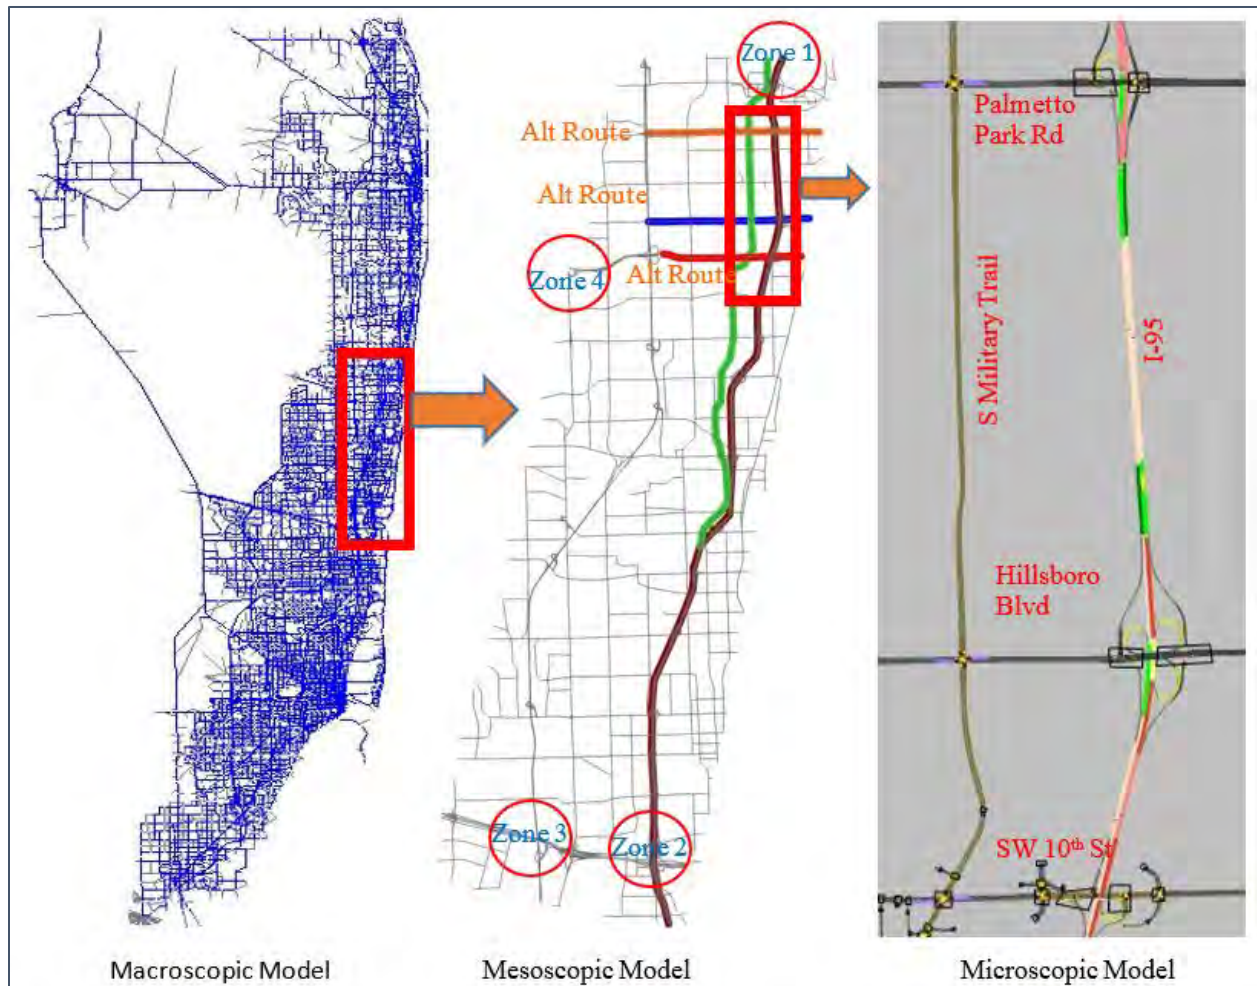 Zone 1
Alt Route
Alt Route
Zone 4
Alt Route
Zone 3
Zone 2
Palmetto
Park Rd
S Military Trail
I-95
Hillsboro
Blvd
SW 10th St
Macroscopic Model
Mesoscopic Model
Microscopic Model